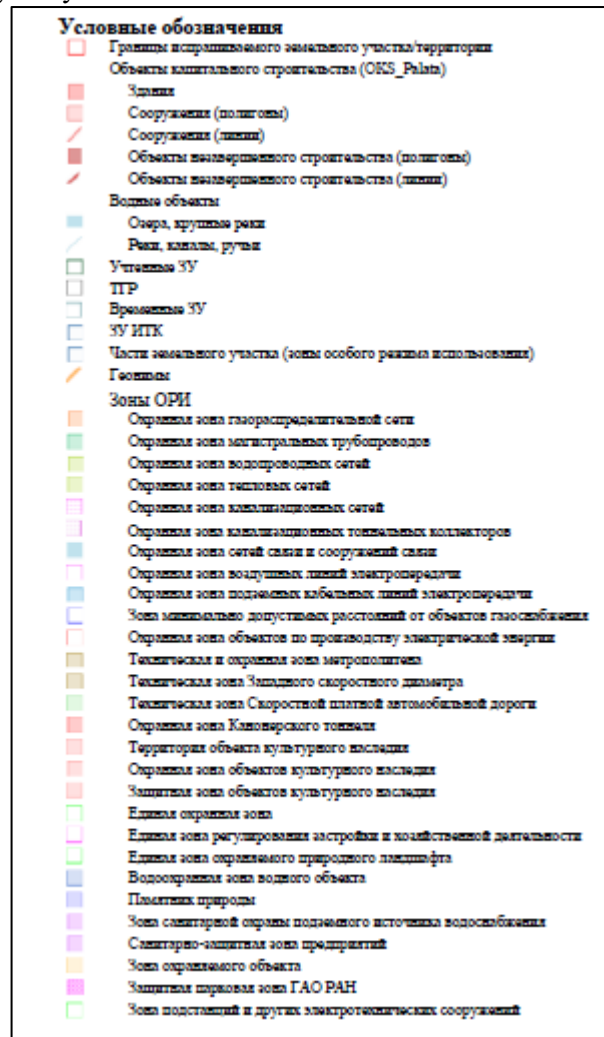 Условные обозначения
Границы испрашиваемого земельного участка/территории
Объекты капитального строительства (OKS_Palata)
Здания
Сооружения (полигоны)
Сооружения (линии)
Объекты незавершенного строительства (полигоны)
Объекты незавершенного строительства (линии)
Водные объекты
Озера, крупные реки
Реки, каналы, ручьи
Учтенные ЗУ
ТГР
Временные ЗУ
ЗУ ИТК
Части земельного участка (зоны особого режима использования)
Геонимы
Зоны ОРИ
Охранная зона газораспределительной сети
Охранная зона магистральных трубопроводов
Охранная зона водопроводных сетей
Охранная зона тепловых сетей
Охранная зона канализационных сетей
Охранная зона канализационных тоннельных коллекторов
Охранная зона сетей связи и сооружений связи
Охранная зона воздушных линий электропередачи
Охранная зона подземных кабельных линий электропередачи
Зона минимально допустимых расстояний от объектов газоснабжения
Охранная зона объектов по производству электрической энергии
Техническая и охранная зона метрополитена
Техническая зона Западного скоростного диаметра
Техническая зона Скоростной платной автомобильной дороги
Охранная зона Канонерского тоннеля
Территория объекта культурного наследия
Охранная зона объектов культурного наследия
Защитная зона объектов культурного наследия
Единая охранная зона
Единая зона регулирования застройки и хозяйственной деятельности
Единая зона охраняемого природного ландшафта
Водоохранная зона водного объекта
Памятник природы
Зона санитарной охраны подземного источника водоснабжения
Санитарно-защитная зона предприятий
Зона охраняемого объекта
Защитная парковая зона ГАО РАН
Зона подстанций и других электротехнических сооружений